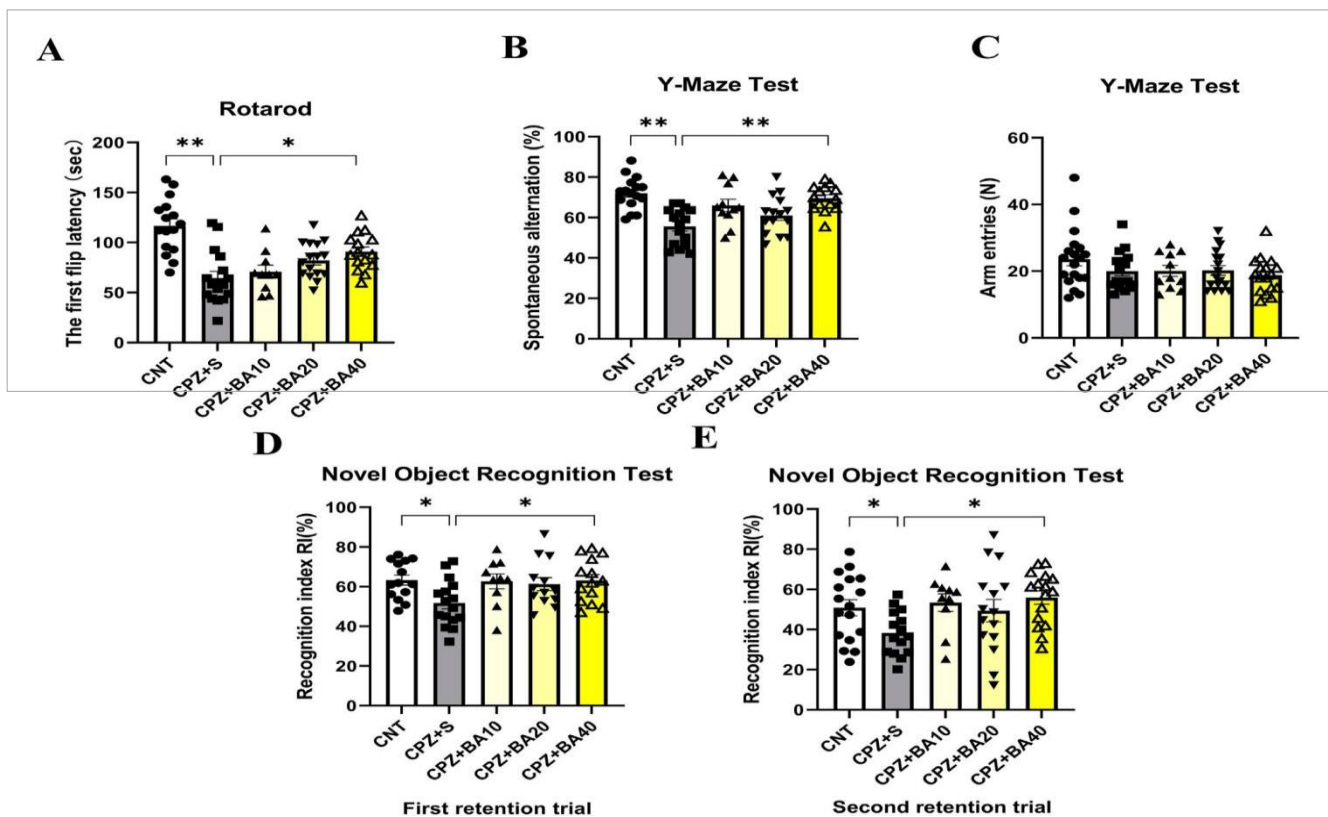 A
Rotarod
The first flip latency (sec)
200
150
100
50
0
** *
CNT
CPZ+S
CPZ+BA10
CPZ+BA20
CPZ+BA40
B
Y-Maze Test
Spontaneous alternation (%)
100
80
60
40
20
0
** **
CNT
CPZ+S
CPZ+BA10
CPZ+BA20
CPZ+BA40
C
Y-Maze Test
Arm entries (N)
60
40
20
0
CNT
CPZ+S
CPZ+BA10
CPZ+BA20
CPZ+BA40
D
Novel Object Recognition Test
Recognition index RI(%)
100
80
60
40
20
0
* *
CNT
CPZ+S
CPZ+BA10
CPZ+BA20
CPZ+BA40
First retention trial
E
Novel Object Recognition Test
Recognition index RI(%)
100
80
60
40
20
0
* *
CNT
CPZ+S
CPZ+BA10
CPZ+BA20
CPZ+BA40
Second retention trial